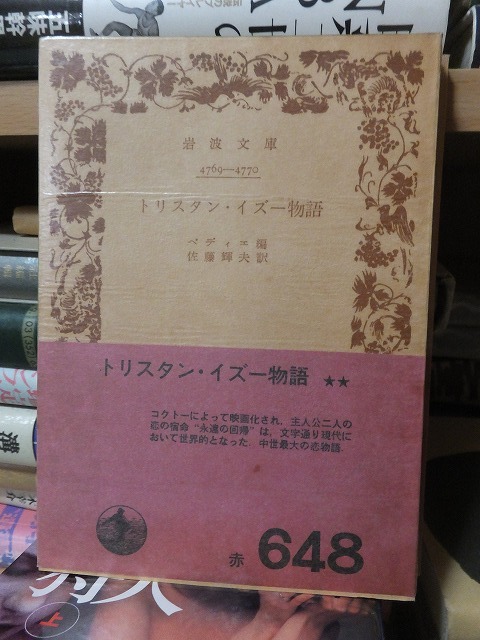 岩波文庫
4769—4770
トリスタン・イズー物語
ベディエ編
佐藤輝夫訳
トリスタン・イズー物語 ★★
コクトーによって映画化され、主人公二人の
恋の宿命“永遠の回帰”は、文字通り現代に
おいて世界的となった。中世最大の恋物語。
赤 648